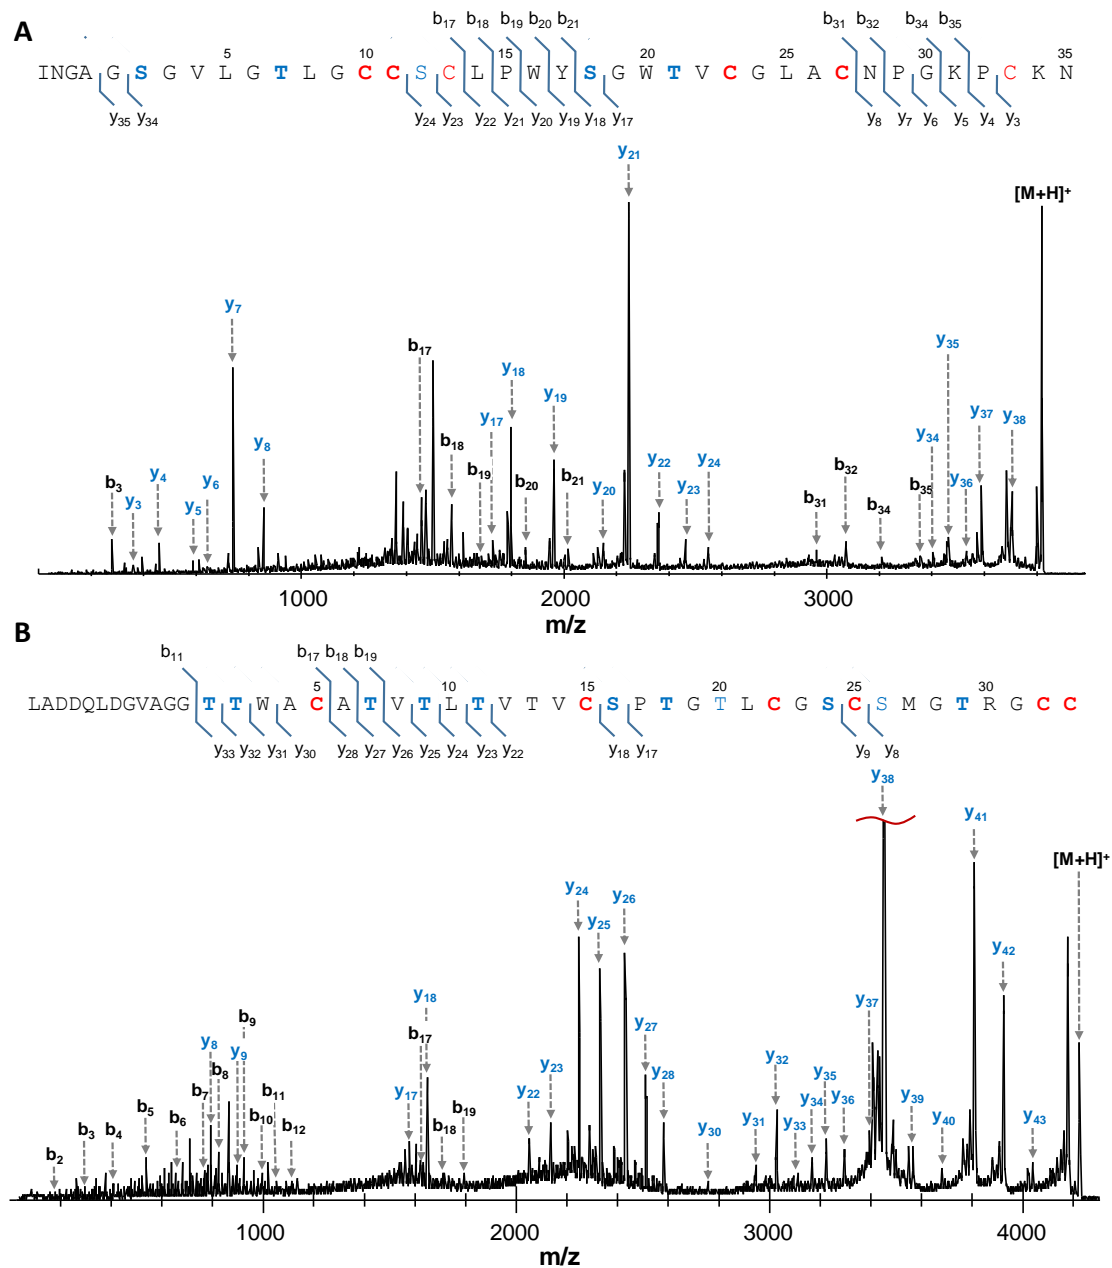 A
b17 b18 b19 b20 b21 b31 b32 b34 b35
5 10 15 20 25 30 35
INGAGSGVLGTLGCCSCLPWYSGWTVCGLACNPGKPCKN
y35 y34 y24 y23 y22 y21 y20 y19 y18 y17 y8 y7 y6 y5 y4 y3
y21
[M+H]+
y7
b17
y35
y18
y19
y37
y8
y17
y38
b18
y34
y4
b3
b19
y22
y24
b32
y6
b20
b21
b35
y36
y3
y5
y20
y23
b31
b34
1000 2000 3000
m/z
B
b11 b17 b18 b19
5 10 15 20 25 30
LADDQLDGVAGGTTWACATVTLTVTVCSPTGTLCGSCSMGTRGCC
y33 y32 y31 y30 y28 y27 y26 y25 y24 y23 y22 y18 y17 y9 y8
y38
y41
[M+H]+
y24
y26
y25
y42
y18
y37
b9
y27
y8
b17
y9
y32
y23
y28
b8
y35
b7
b11
y17
y22
y34
y36
y39
b5
b10
b19
b6
b12
b18
y31
y33
y40
y43
b3
b4
y30
b2
1000 2000 3000 4000
m/z